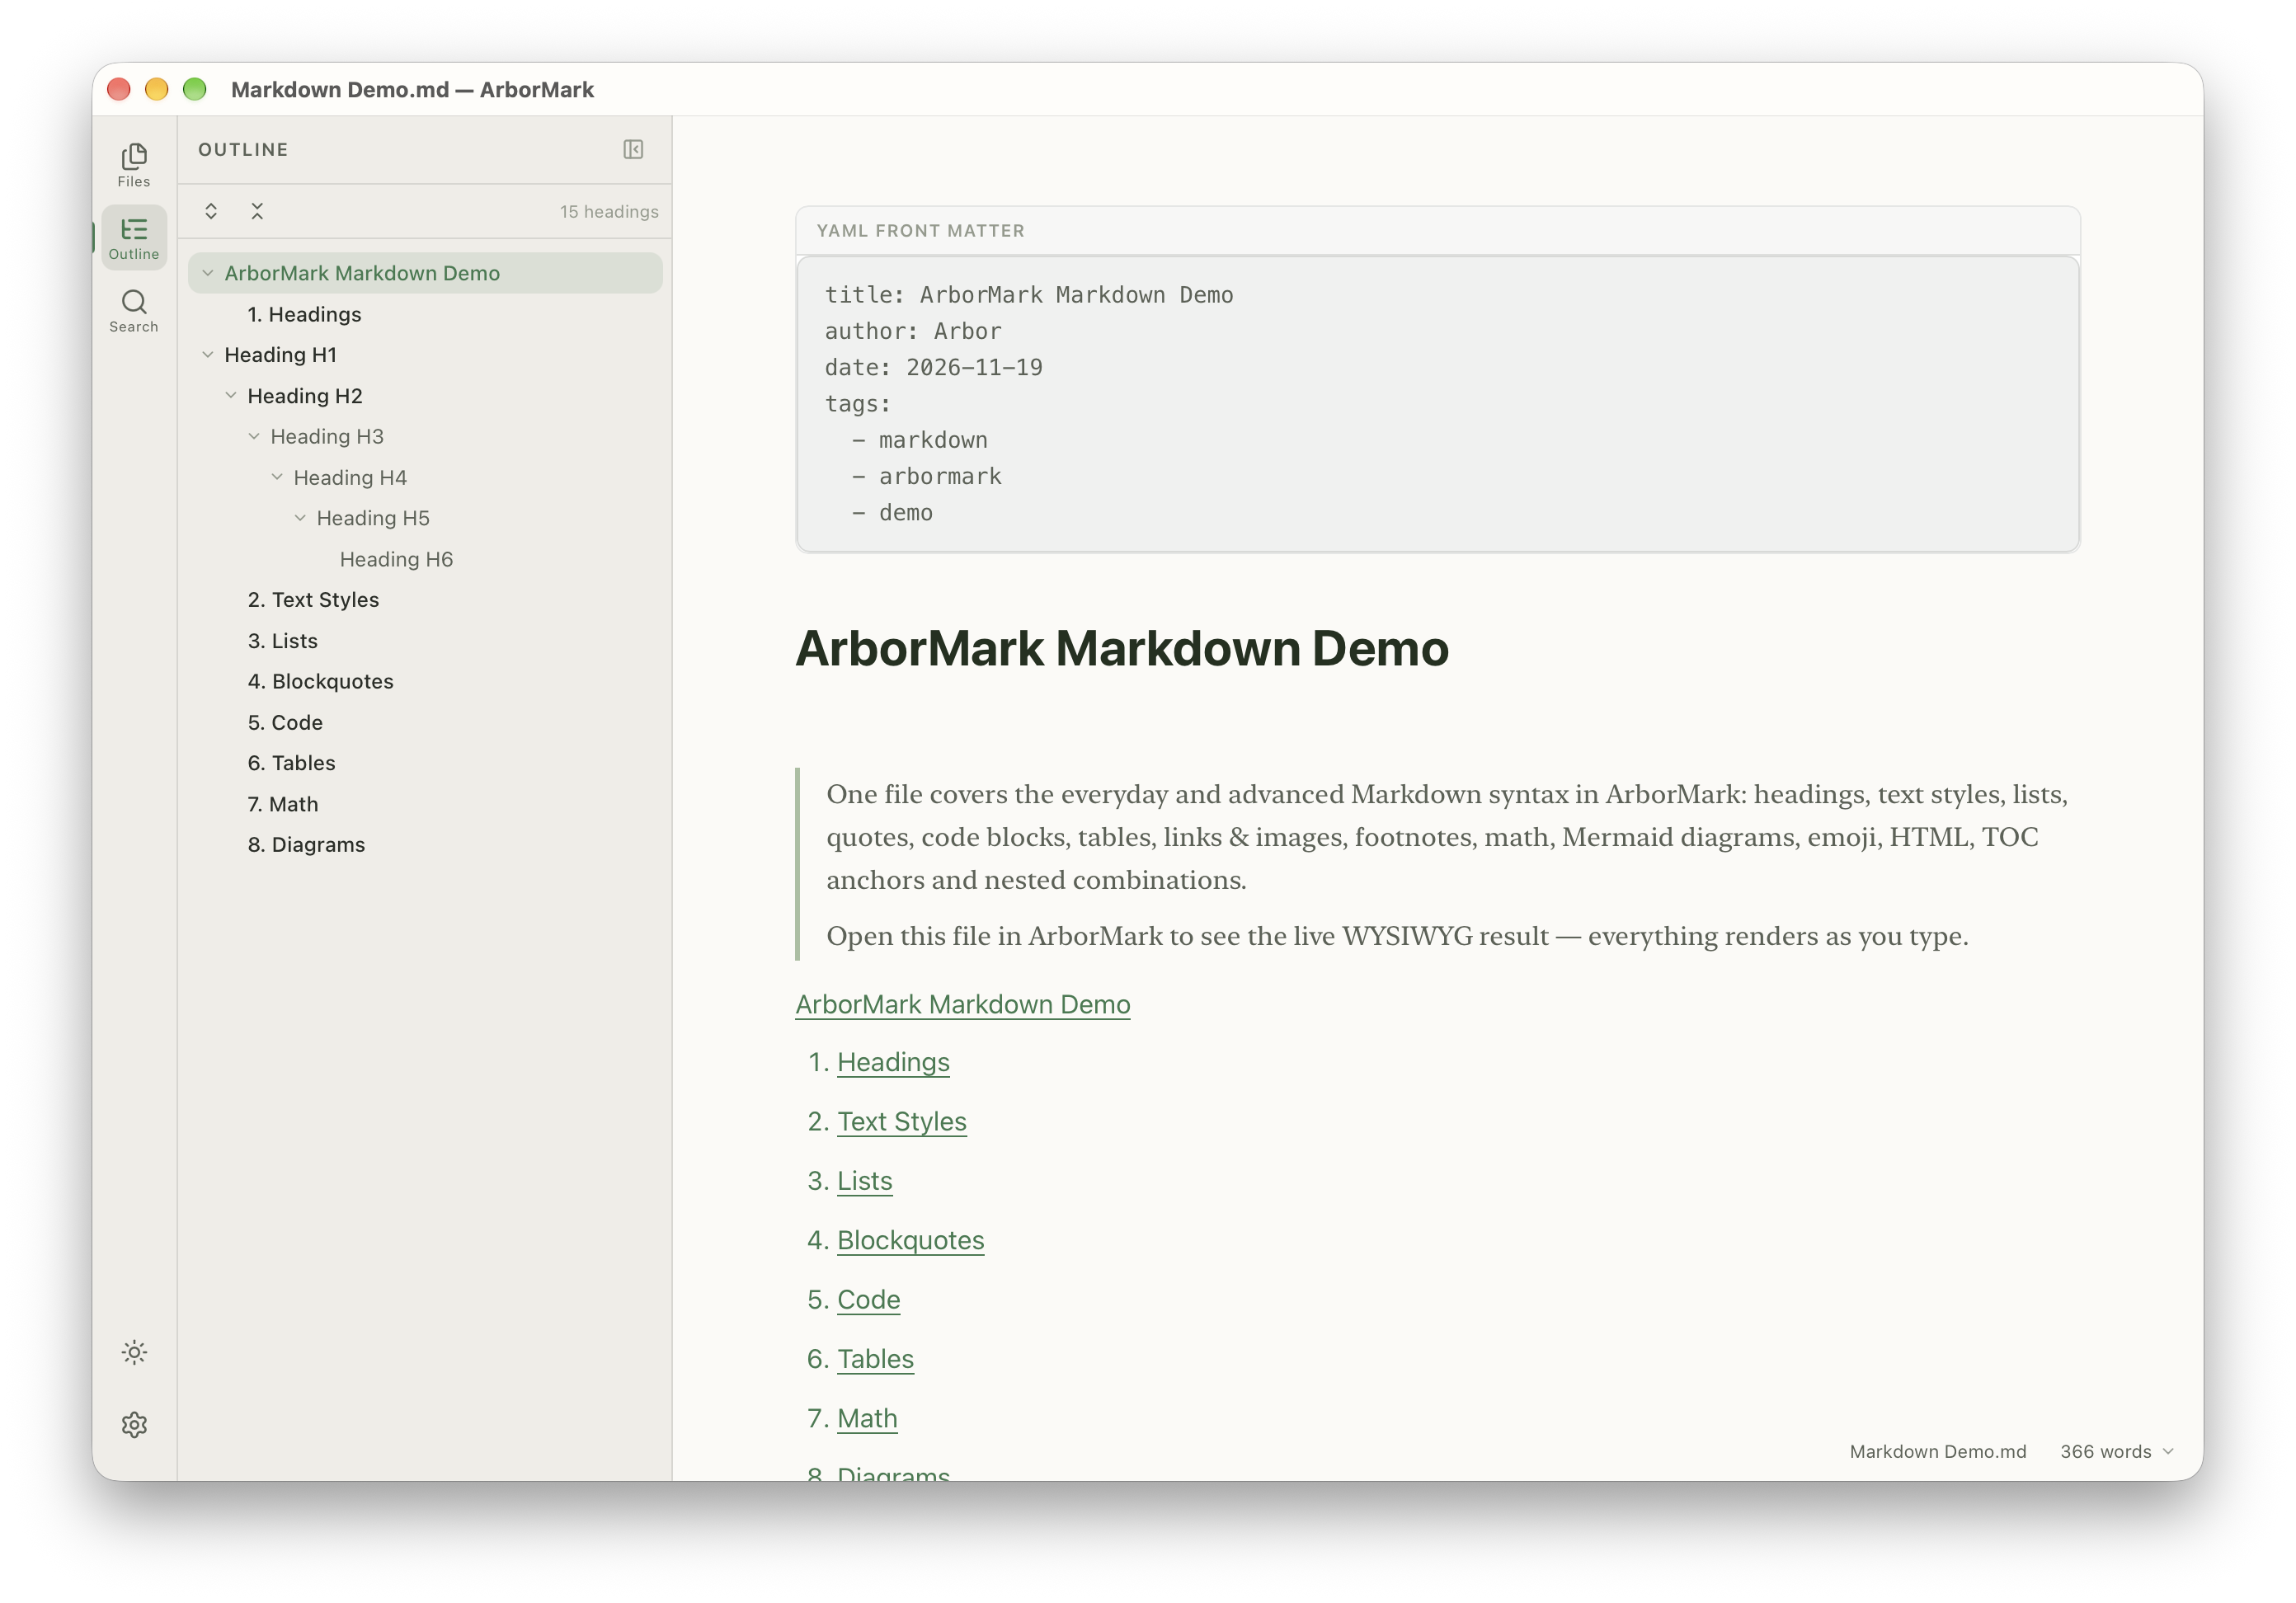 Markdown Demo.md — ArborMark
Files
Outline
Search
OUTLINE
15 headings
ArborMark Markdown Demo
1. Headings
Heading H1
Heading H2
Heading H3
Heading H4
Heading H5
Heading H6
2. Text Styles
3. Lists
4. Blockquotes
5. Code
6. Tables
7. Math
8. Diagrams
YAML FRONT MATTER
title: ArborMark Markdown Demo
author: Arbor
date: 2026-11-19
tags:
- markdown
- arbormark
- demo
ArborMark Markdown Demo
One file covers the everyday and advanced Markdown syntax in ArborMark: headings, text styles, lists,
quotes, code blocks, tables, links & images, footnotes, math, Mermaid diagrams, emoji, HTML, TOC
anchors and nested combinations.
Open this file in ArborMark to see the live WYSIWYG result — everything renders as you type.
ArborMark Markdown Demo
1. Headings
2. Text Styles
3. Lists
4. Blockquotes
5. Code
6. Tables
7. Math
8. Diagrams
Markdown Demo.md
366 words